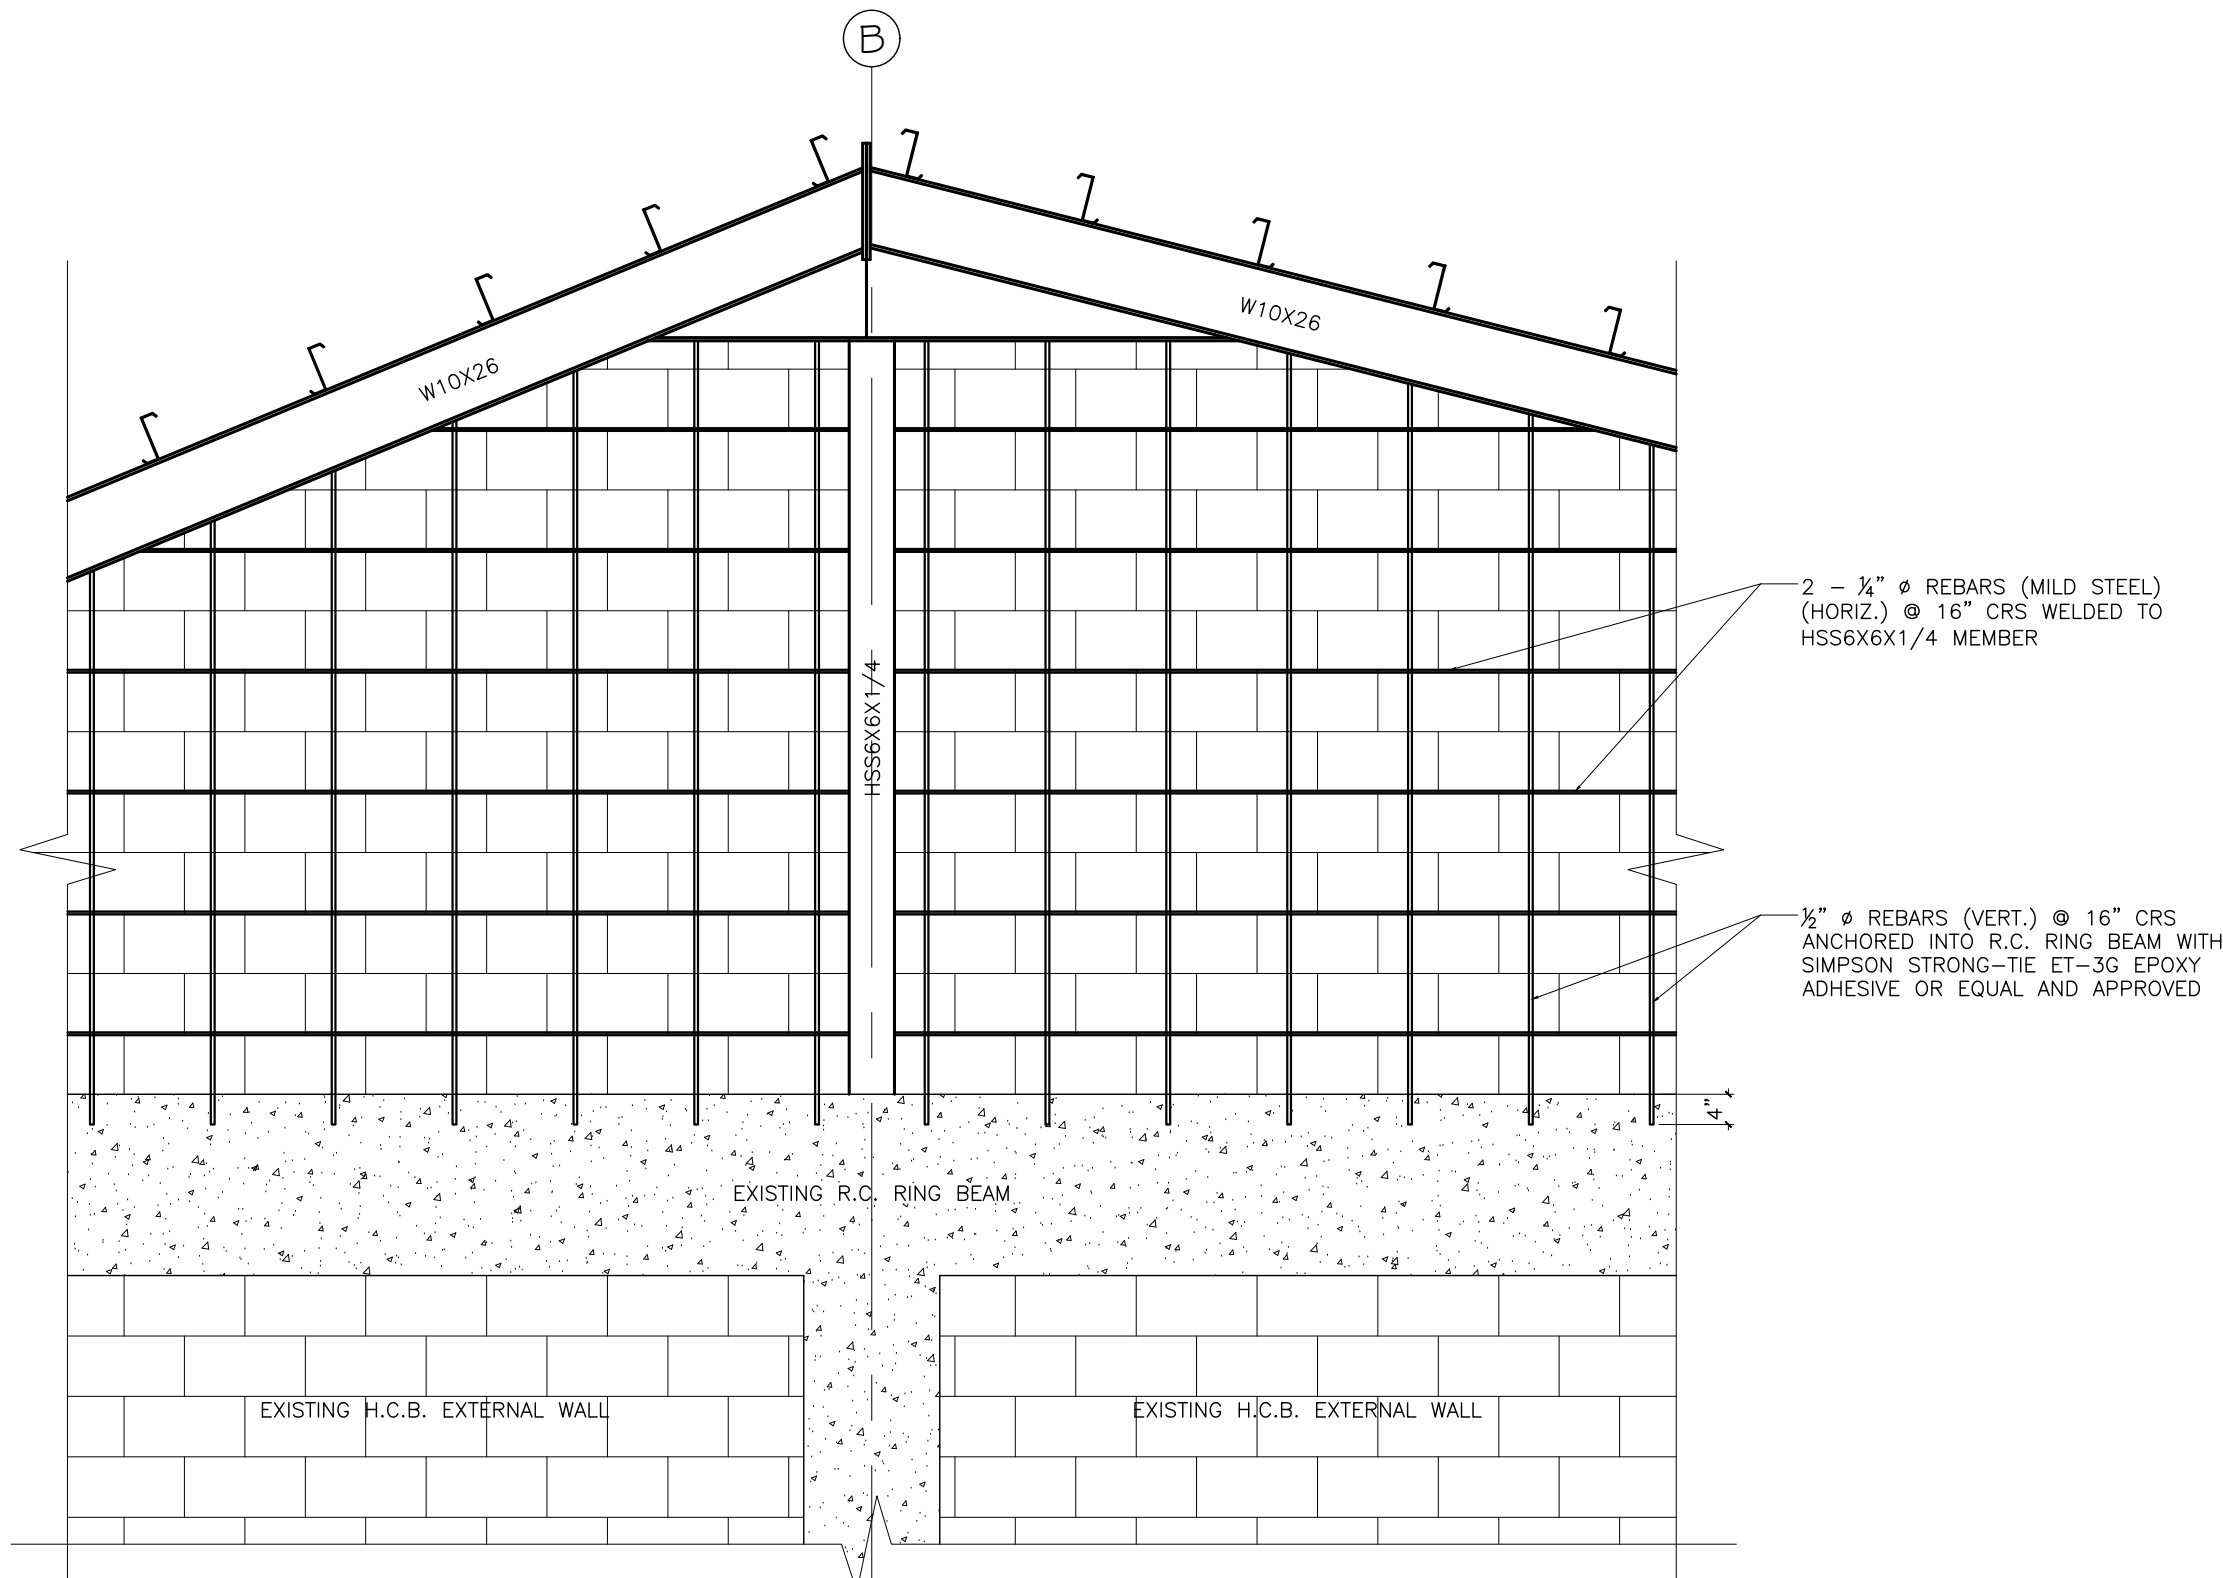 B
W10X26
W10X26
HSS6X6X1/4
2 – ¼" Ø REBARS (MILD STEEL)
(HORIZ.) @ 16" CRS WELDED TO
HSS6X6X1/4 MEMBER
½" Ø REBARS (VERT.) @ 16" CRS
ANCHORED INTO R.C. RING BEAM WITH
SIMPSON STRONG–TIE ET–3G EPOXY
ADHESIVE OR EQUAL AND APPROVED
4"
EXISTING R.C. RING BEAM
EXISTING H.C.B. EXTERNAL WALL
EXISTING H.C.B. EXTERNAL WALL